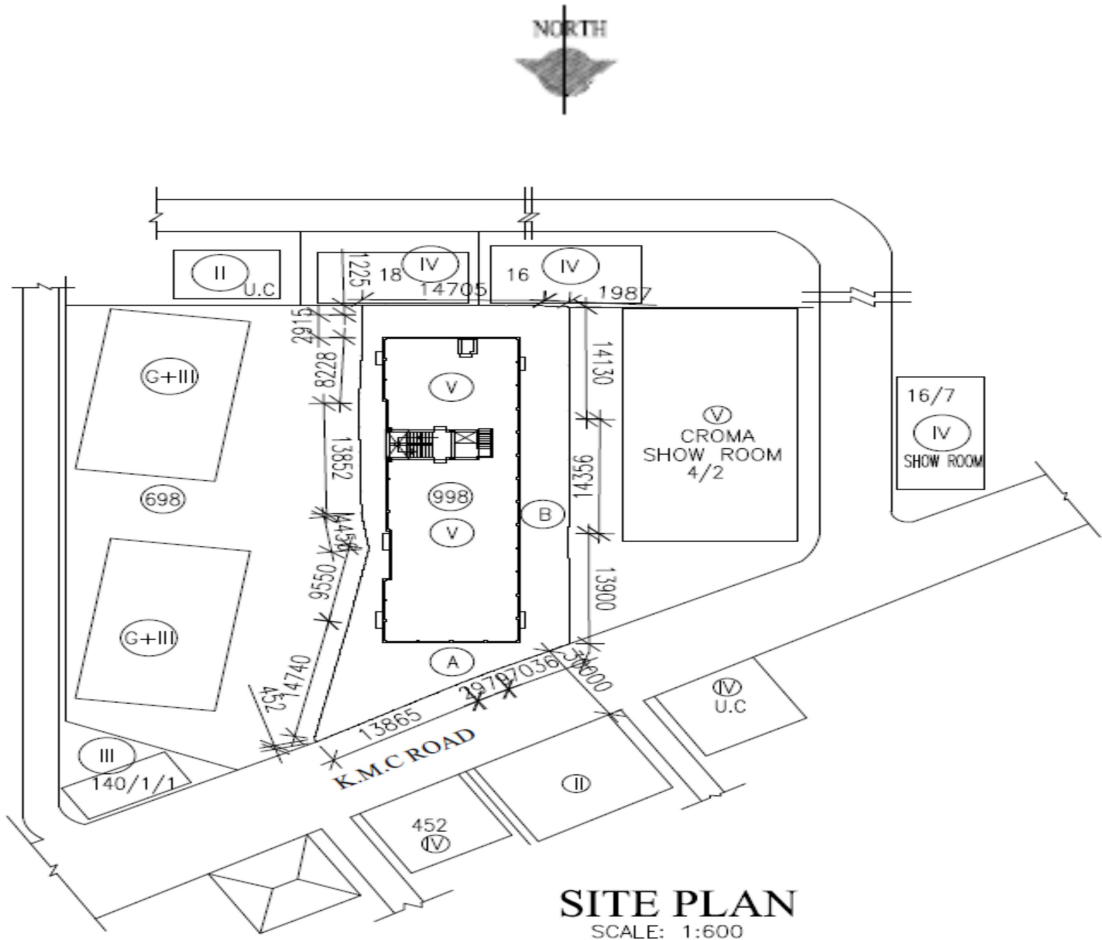 NORTH
II
U.C
18
IV
16
IV
1225
14705
1987
2915
8228
13852
9550
14740
452
14130
14356
13900
G+III
698
G+III
V
998
V
B
A
V
CROMA
SHOW ROOM
4/2
16/7
IV
SHOW ROOM
III
140/1/1
13865
7036
K.M.C ROAD
IV
U.C
II
452
IV
SITE PLAN
SCALE: 1:600